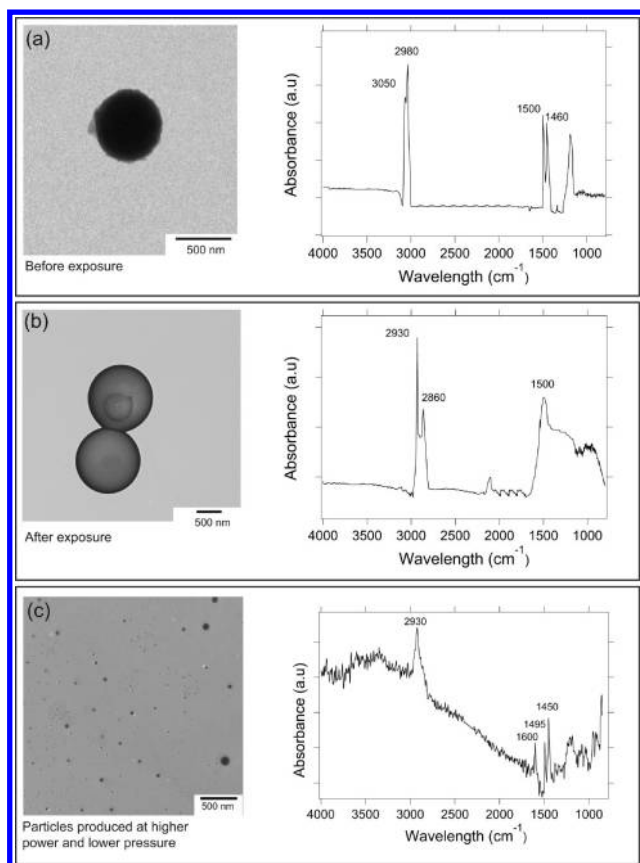 (a)
2980
3050
1500 1460
Absorbance (a.u)
500 nm
Before exposure
4000 3500 3000 2500 2000 1500 1000
Wavelength (cm-1)
(b)
2930
2860
1500
Absorbance (a.u)
500 nm
After exposure
4000 3500 3000 2500 2000 1500 1000
Wavelength (cm-1)
(c)
2930
1450
1495
1600
Absorbance (a.u)
500 nm
4000 3500 3000 2500 2000 1500 1000
Particles produced at higher
power and lower pressure
Wavelength (cm-1)